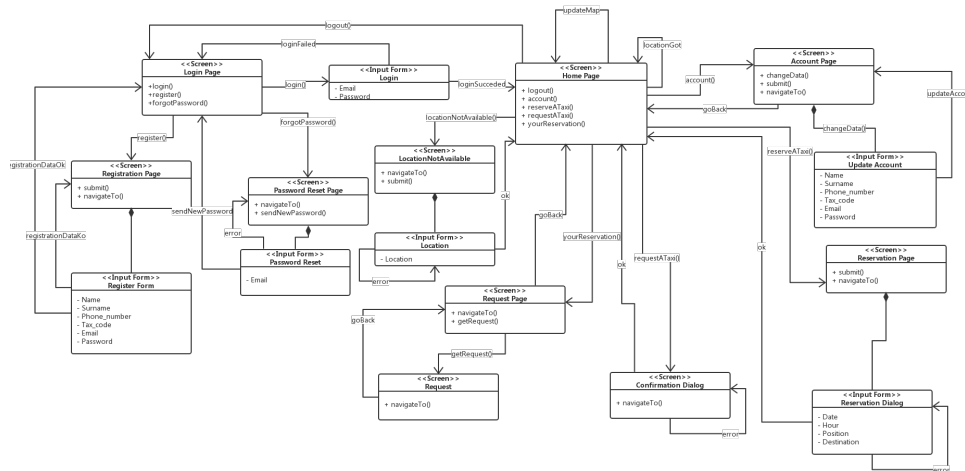 updateMap
logout()
loginFailed
locationGot
<<Screen>>
Login Page
+login()
+register()
+forgotPassword()
login()
<<Input Form>>
Login
- Email
- Password
loginSucceded
<<Screen>>
Home Page
+ logout()
+ account()
+ reserveATaxi()
+ requestATaxi()
+ yourReservation()
account()
goBack
<<Screen>>
Account Page
+ changeData()
+ submit()
+ navigateTo()
updateAcco
changeData()
register()
forgotPassword()
locationNotAvailable()
reserveATaxi()
egistrationDataOk
<<Screen>>
Registration Page
+ submit()
+ navigateTo()
<<Screen>>
Password Reset Page
+ navigateTo()
+ sendNewPassword()
<<Screen>>
LocationNotAvailable
+ navigateTo()
+ submit()
ok
<<Input Form>>
Update Account
- Name
- Surname
- Phone_number
- Tax_code
- Email
- Password
sendNewPassword
goBack
registrationDataKo
error
yourReservation()
ok
<<Input Form>>
Password Reset
- Email
<<Input Form>>
Location
- Location
error
requestATaxi()
ok
<<Screen>>
Reservation Page
+ submit()
+ navigateTo()
<<Input Form>>
Register Form
- Name
- Surname
- Phone_number
- Tax_code
- Email
- Password
<<Screen>>
Request Page
+ navigateTo()
+ getRequest()
goBack
getRequest()
<<Screen>>
Request
+ navigateTo()
<<Screen>>
Confirmation Dialog
+ navigateTo()
error
<<Input Form>>
Reservation Dialog
- Date
- Hour
- Position
- Destination
error